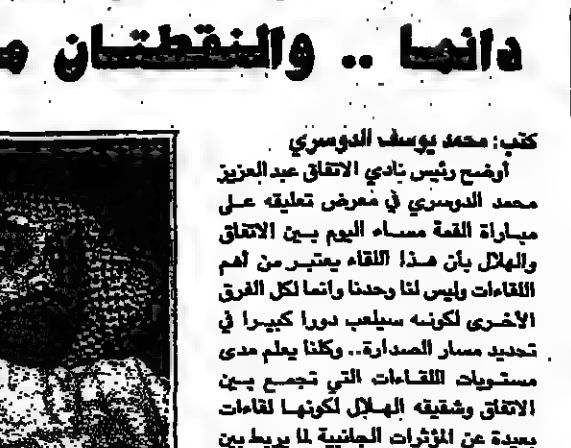 دائما .. والنقطتان
كتب: محمد يوسف الدوسري
أوضح رئيس نادي الاتفاق عبدالعزيز
محمد الدوسري في معرض تعليقه على
مباراة القمة مساء اليوم بين الاتفاق
والهلال بأن هذا اللقاء يعتبر من أهم
اللقاءات وليس لنا وحدنا وانما لكل الفرق
الأخرى لكونه سيلعب دورا كبيرا في
تحديد مسار الصدارة.. وكلنا يعلم مدى
مستويات اللقاءات التي تجمع بين
الاتفاق وشقيقه الهلال لكونها لقاءات
بعيدة عن المؤثرات الجانبية لما يربط بين